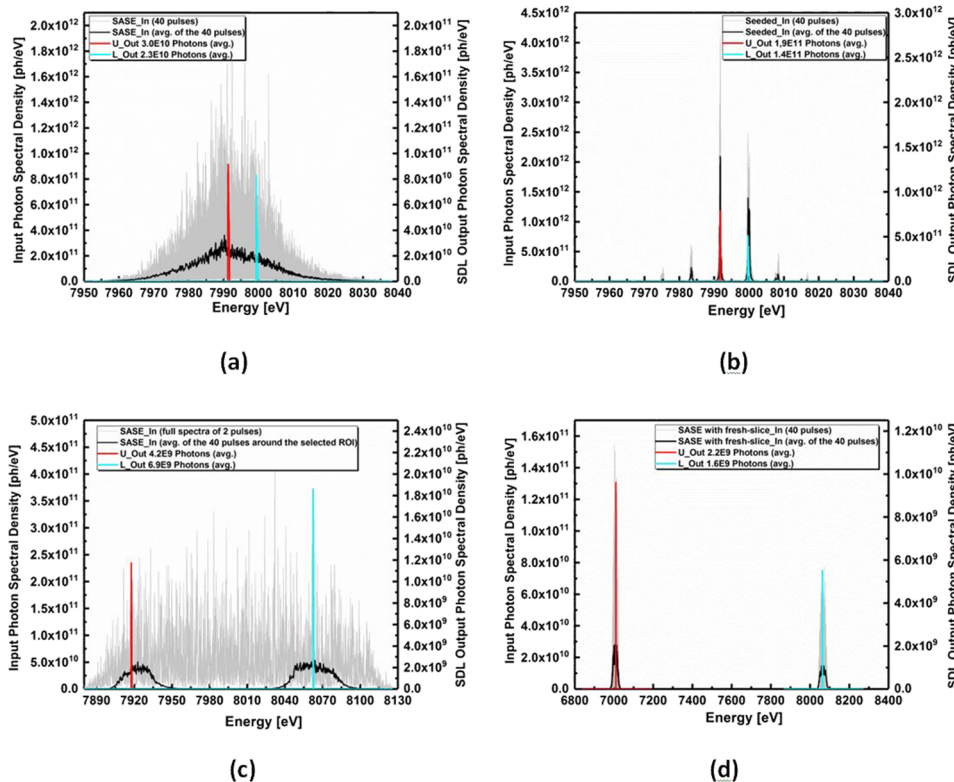 SASE_In (40 pulses)
SASE_In (avg. of the 40 pulses)
U_Out 3.0E10 Photons (avg.)
L_Out 2.3E10 Photons (avg.)
Input Photon Spectral Density [ph/eV]
2.0x10¹²
1.8x10¹²
1.6x10¹²
1.4x10¹²
1.2x10¹²
1.0x10¹²
8.0x10¹¹
6.0x10¹¹
4.0x10¹¹
2.0x10¹¹
0.0
2.0x10¹¹
1.8x10¹¹
1.6x10¹¹
1.4x10¹¹
1.2x10¹¹
1.0x10¹¹
8.0x10¹⁰
6.0x10¹⁰
4.0x10¹⁰
2.0x10¹⁰
0.0
SDL Output Photon Spectral Density [ph/eV]
7950 7960 7970 7980 7990 8000 8010 8020 8030 8040
Energy [eV]
(a)
Seeded_In (40 pulses)
Seeded_In (avg. of the 40 pulses)
U_Out 1,9E11 Photons (avg.)
L_Out 1.4E11 Photons (avg.)
Input Photon Spectral Density [ph/eV]
4.5x10¹²
4.0x10¹²
3.5x10¹²
3.0x10¹²
2.5x10¹²
2.0x10¹²
1.5x10¹²
1.0x10¹²
5.0x10¹¹
0.0
3.0x10¹²
2.5x10¹²
2.0x10¹²
1.5x10¹²
1.0x10¹²
5.0x10¹¹
0.0
SDL Output Photon Spectral Density [ph/eV]
7950 7960 7970 7980 7990 8000 8010 8020 8030 8040
Energy [eV]
(b)
SASE_In (full spectra of 2 pulses)
SASE_In (avg. of the 40 pulses around the selected ROI)
U_Out 4.2E9 Photons (avg.)
L_Out 6.9E9 Photons (avg.)
Input Photon Spectral Density [ph/eV]
5.0x10¹¹
4.5x10¹¹
4.0x10¹¹
3.5x10¹¹
3.0x10¹¹
2.5x10¹¹
2.0x10¹¹
1.5x10¹¹
1.0x10¹¹
5.0x10¹⁰
0.0
2.4x10¹⁰
2.2x10¹⁰
2.0x10¹⁰
1.8x10¹⁰
1.6x10¹⁰
1.4x10¹⁰
1.2x10¹⁰
1.0x10¹⁰
8.0x10⁹
6.0x10⁹
4.0x10⁹
2.0x10⁹
0.0
SDL Output Photon Spectral Density [ph/eV]
7890 7920 7950 7980 8010 8040 8070 8100 8130
Energy [eV]
(c)
SASE with fresh-slice_In (40 pulses)
SASE with fresh-slice_In (avg. of the 40 pulses)
U_Out 2.2E9 Photons (avg.)
L_Out 1.6E9 Photons (avg.)
Input Photon Spectral Density [ph/eV]
1.6x10¹¹
1.4x10¹¹
1.2x10¹¹
1.0x10¹¹
8.0x10¹⁰
6.0x10¹⁰
4.0x10¹⁰
2.0x10¹⁰
0.0
1.2x10¹⁰
1.0x10¹⁰
8.0x10⁹
6.0x10⁹
4.0x10⁹
2.0x10⁹
0.0
SDL Output Photon Spectral Density [ph/eV]
6800 7000 7200 7400 7600 7800 8000 8200 8400
Energy [eV]
(d)